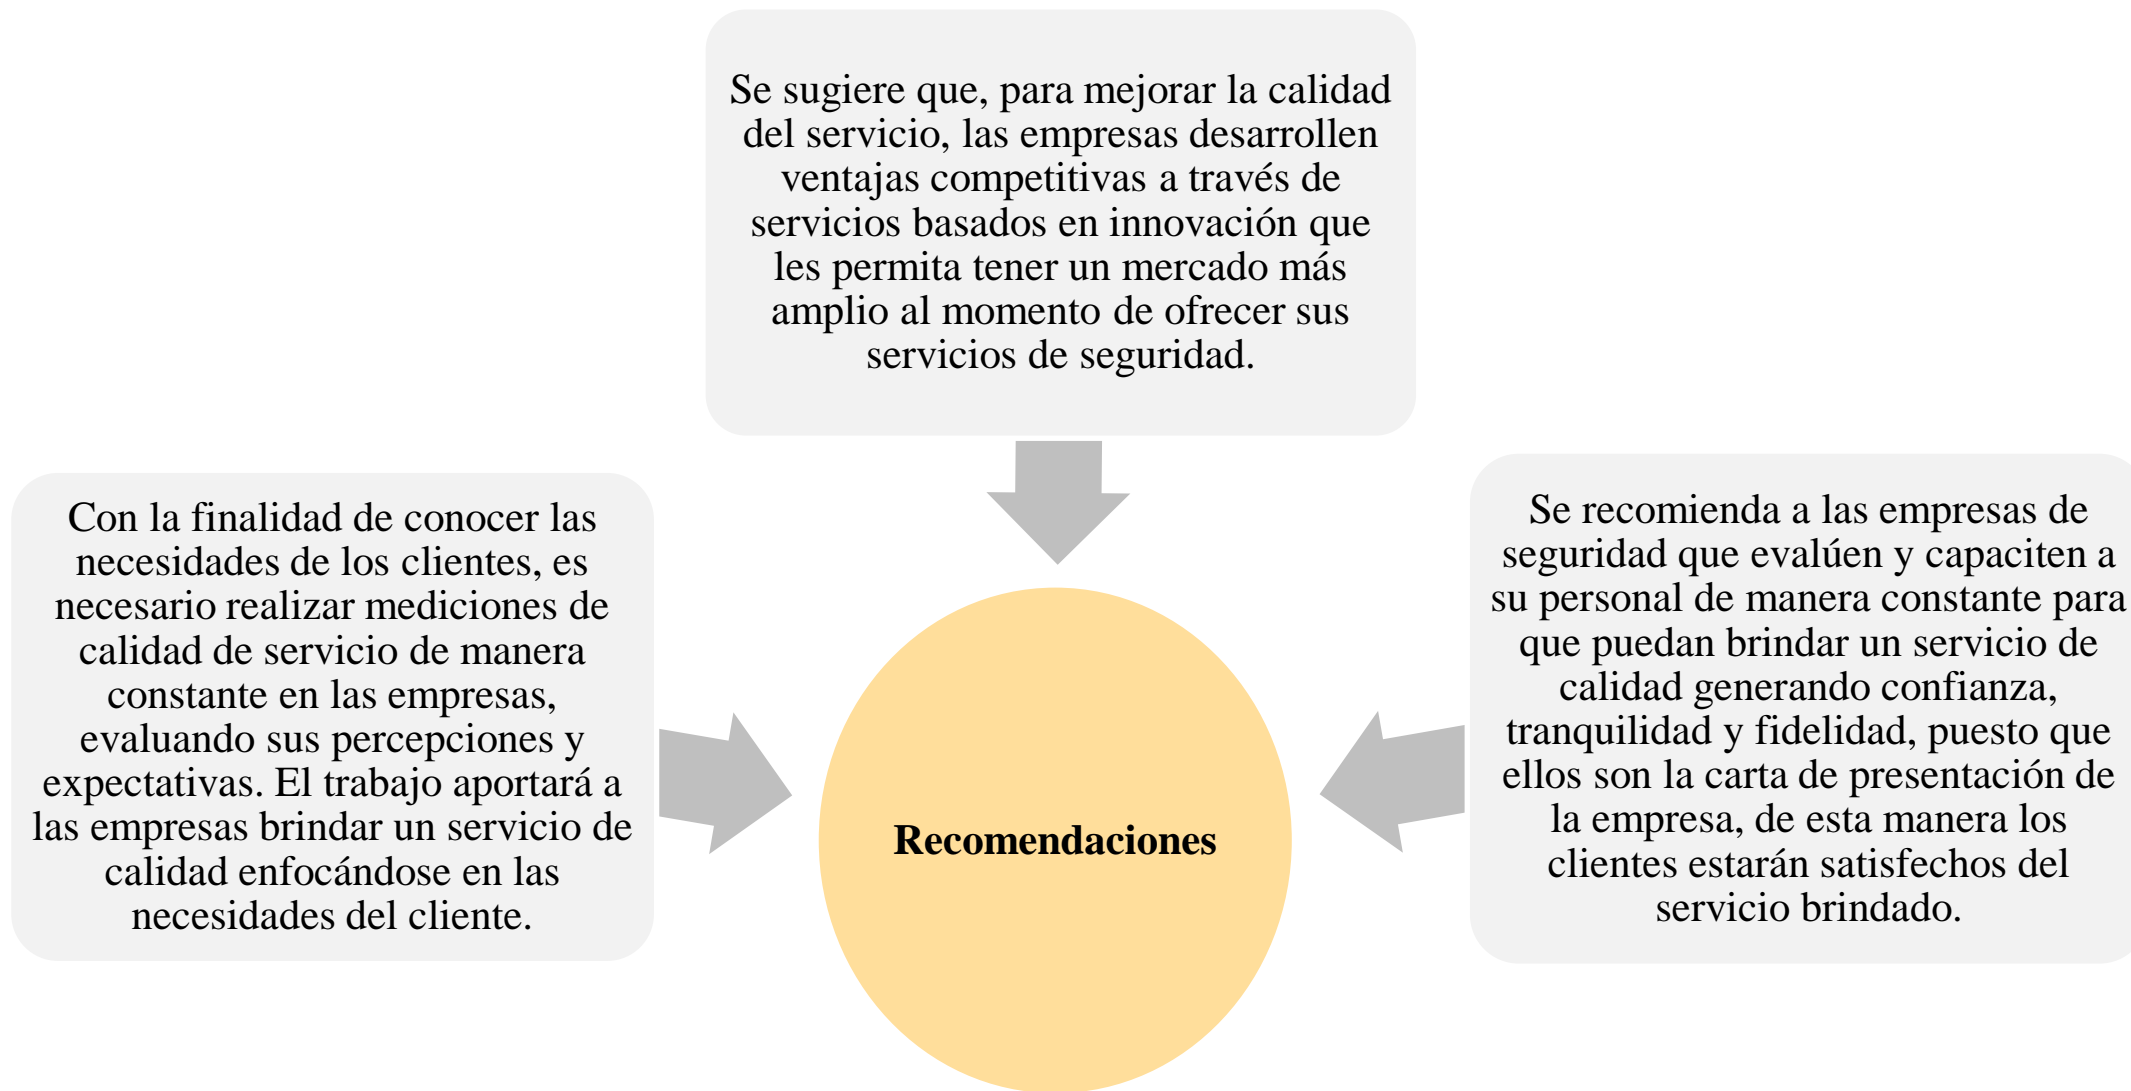 Se sugiere que, para mejorar la calidad
del servicio, las empresas desarrollen
ventajas competitivas a través de
servicios basados en innovación que
les permita tener un mercado más
amplio al momento de ofrecer sus
servicios de seguridad.
Con la finalidad de conocer las
necesidades de los clientes, es
necesario realizar mediciones de
calidad de servicio de manera
constante en las empresas,
evaluando sus percepciones y
expectativas. El trabajo aportará a
las empresas brindar un servicio de
calidad enfocándose en las
necesidades del cliente.
Se recomienda a las empresas de
seguridad que evalúen y capaciten a
su personal de manera constante para
que puedan brindar un servicio de
calidad generando confianza,
tranquilidad y fidelidad, puesto que
ellos son la carta de presentación de
la empresa, de esta manera los
clientes estarán satisfechos del
servicio brindado.
Recomendaciones